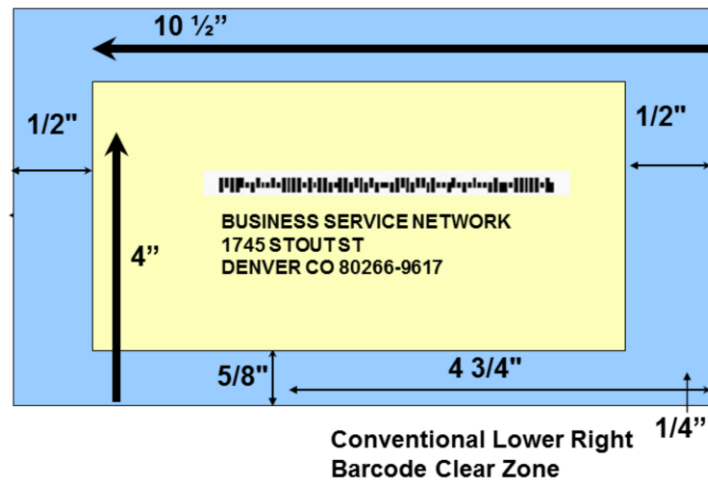 10 ½”
1/2"
1/2"
4”
BUSINESS SERVICE NETWORK
1745 STOUT ST
DENVER CO 80266-9617
5/8"
4 3/4"
1/4”
Conventional Lower Right
Barcode Clear Zone